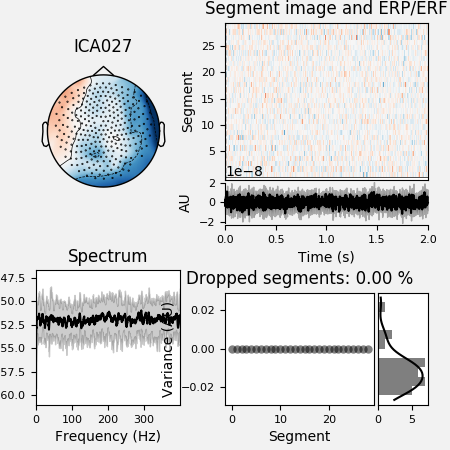 Segment image and ERP/ERF
ICA027
Segment
25
20
15
10
5
1e−8
AU
2
0
−2
0.0 0.5 1.0 1.5 2.0
Time (s)
Spectrum
47.5
50.0
52.5
55.0
60.0
0 100 200 300
Frequency (Hz)
Dropped segments: 0.00 %
Variance (AU)
0.02
0.00
−0.02
0 10 20
Segment
0 5